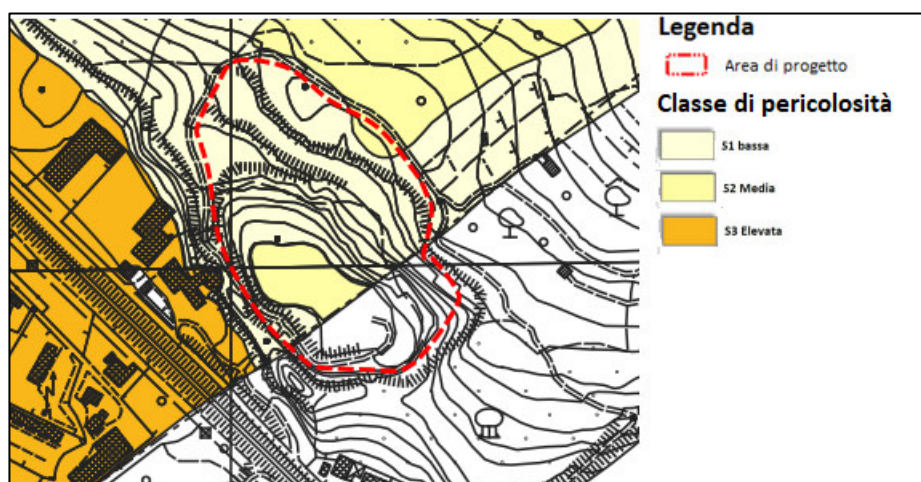 Legenda
Area di progetto
Classe di pericolosità
S1 bassa
S2 Media
S3 Elevata